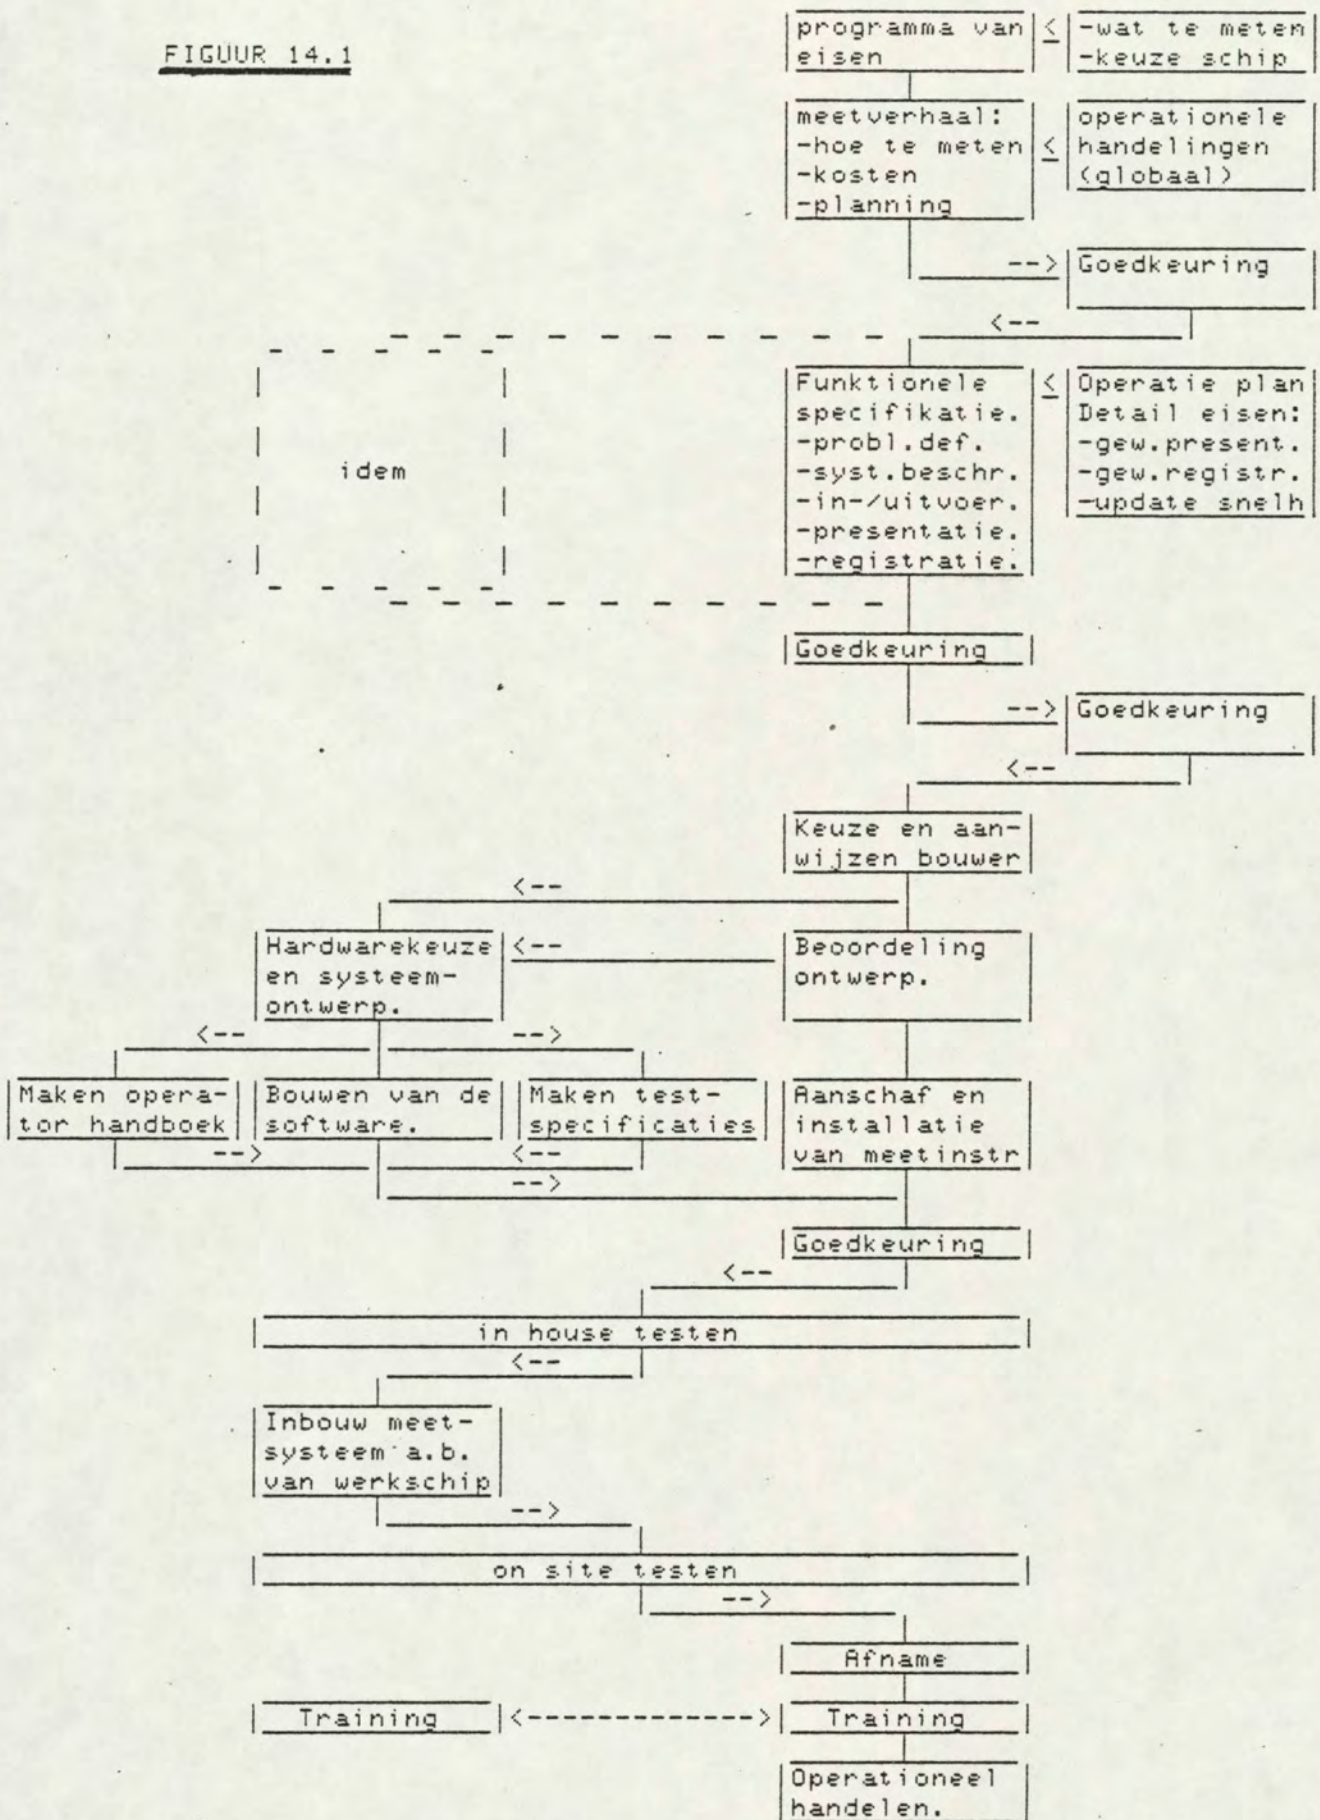 FIGUUR 14.1
programma van
eisen
-wat te meten
-keuze schip
meetverhaal:
-hoe te meten
-kosten
-planning
operationele
handelingen
(globaal)
Goedkeuring
idem
Funktionele
specifikatie.
-probl.def.
-syst.beschr.
-in-/uitvoer.
-presentatie.
-registratie.
Operatie plan
Detail eisen:
-gew.present.
-gew.registr.
-update snelh
Goedkeuring
Goedkeuring
Keuze en aan-
wijzen bouwer
Hardwarekeuze
en systeem-
ontwerp.
Beoordeling
ontwerp.
Maken opera-
tor handboek
Bouwen van de
software.
Maken test-
specificaties
Aanschaf en
installatie
van meetinstr
Goedkeuring
in house testen
Inbouw meet-
systeem a.b.
van werkschip
on site testen
Afname
Training
Training
Operationeel
handelen.